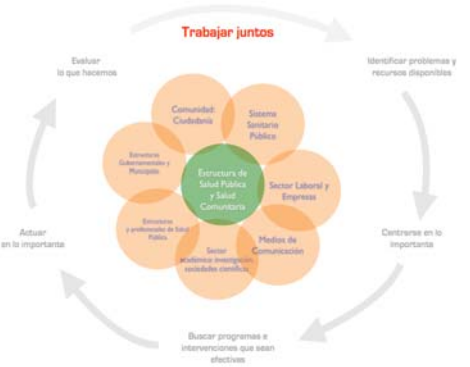 Trabajar juntos
Evaluar
lo que hacemos
Identificar problemas y
recursos disponibles
Comunidad:
Ciudadanía
Sistema
Sanitario
Público
Estructuras
Gubernamentales y
Municipales
Estructura de
Salud Pública
y Salud
Comunitaria
Sector Laboral y
Empresas
Estructuras
y profesionales de Salud
Pública
Sector
académico investigación,
sociedades científicas
Medios de
Comunicación
Actuar
en lo importante
Centrarse en lo
importante
Buscar programas e
intervenciones que sean
efectivas